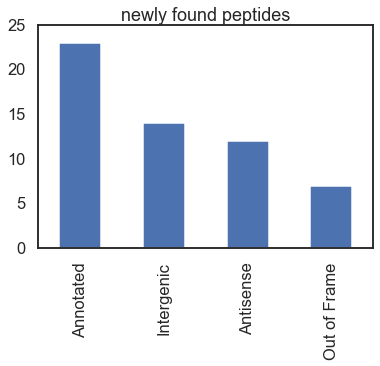 newly found peptides
25
20
15
10
5
0
Annotated
Intergenic
Antisense
Out of Frame